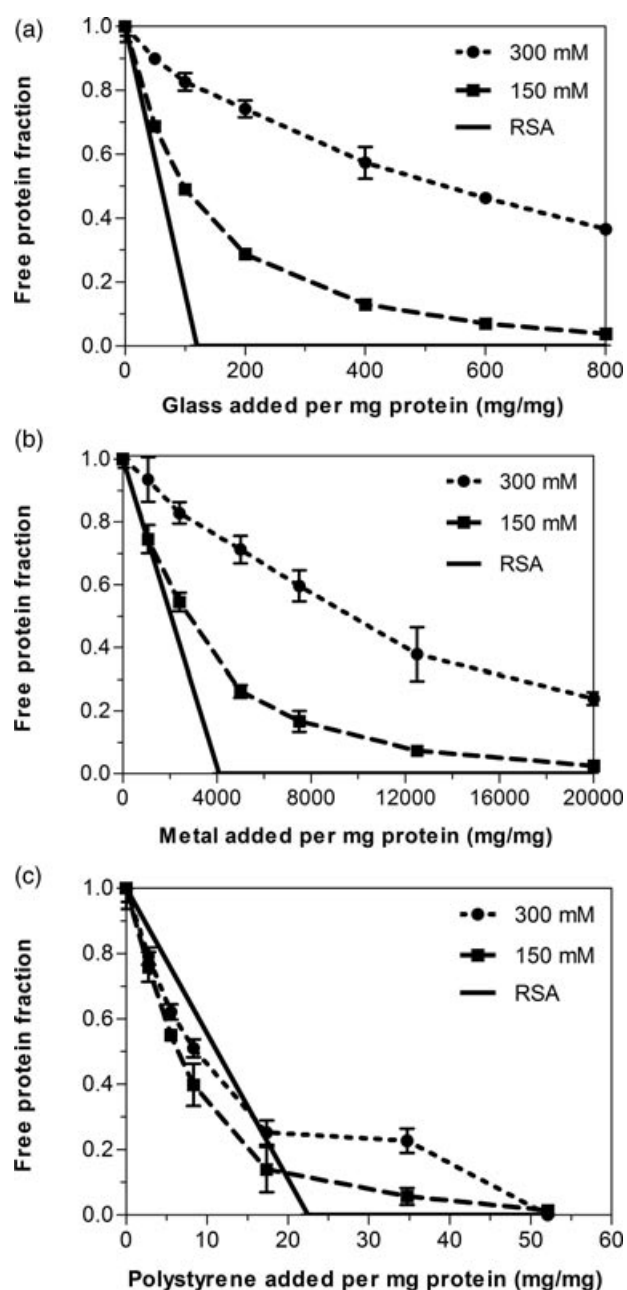 (a)
1.0
0.8
0.6
0.4
0.2
0.0
Free protein fraction
300 mM
150 mM
RSA
0 200 400 600 800
Glass added per mg protein (mg/mg)
(b)
1.0
0.8
0.6
0.4
0.2
0.0
Free protein fraction
300 mM
150 mM
RSA
0 4000 8000 12000 16000 20000
Metal added per mg protein (mg/mg)
(c)
1.0
0.8
0.6
0.4
0.2
0.0
Free protein fraction
300 mM
150 mM
RSA
0 10 20 30 40 50 60
Polystyrene added per mg protein (mg/mg)